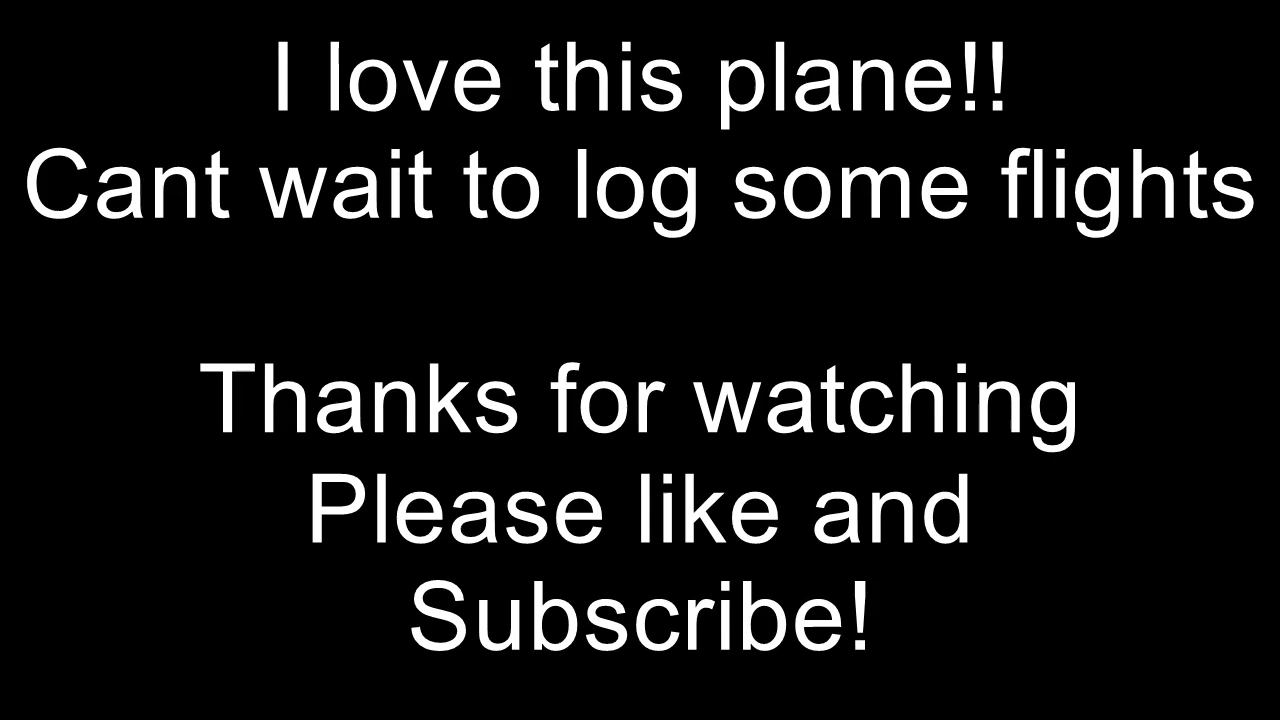 I love this plane!!
Cant wait to log some flights
Thanks for watching
Please like and
Subscribe!